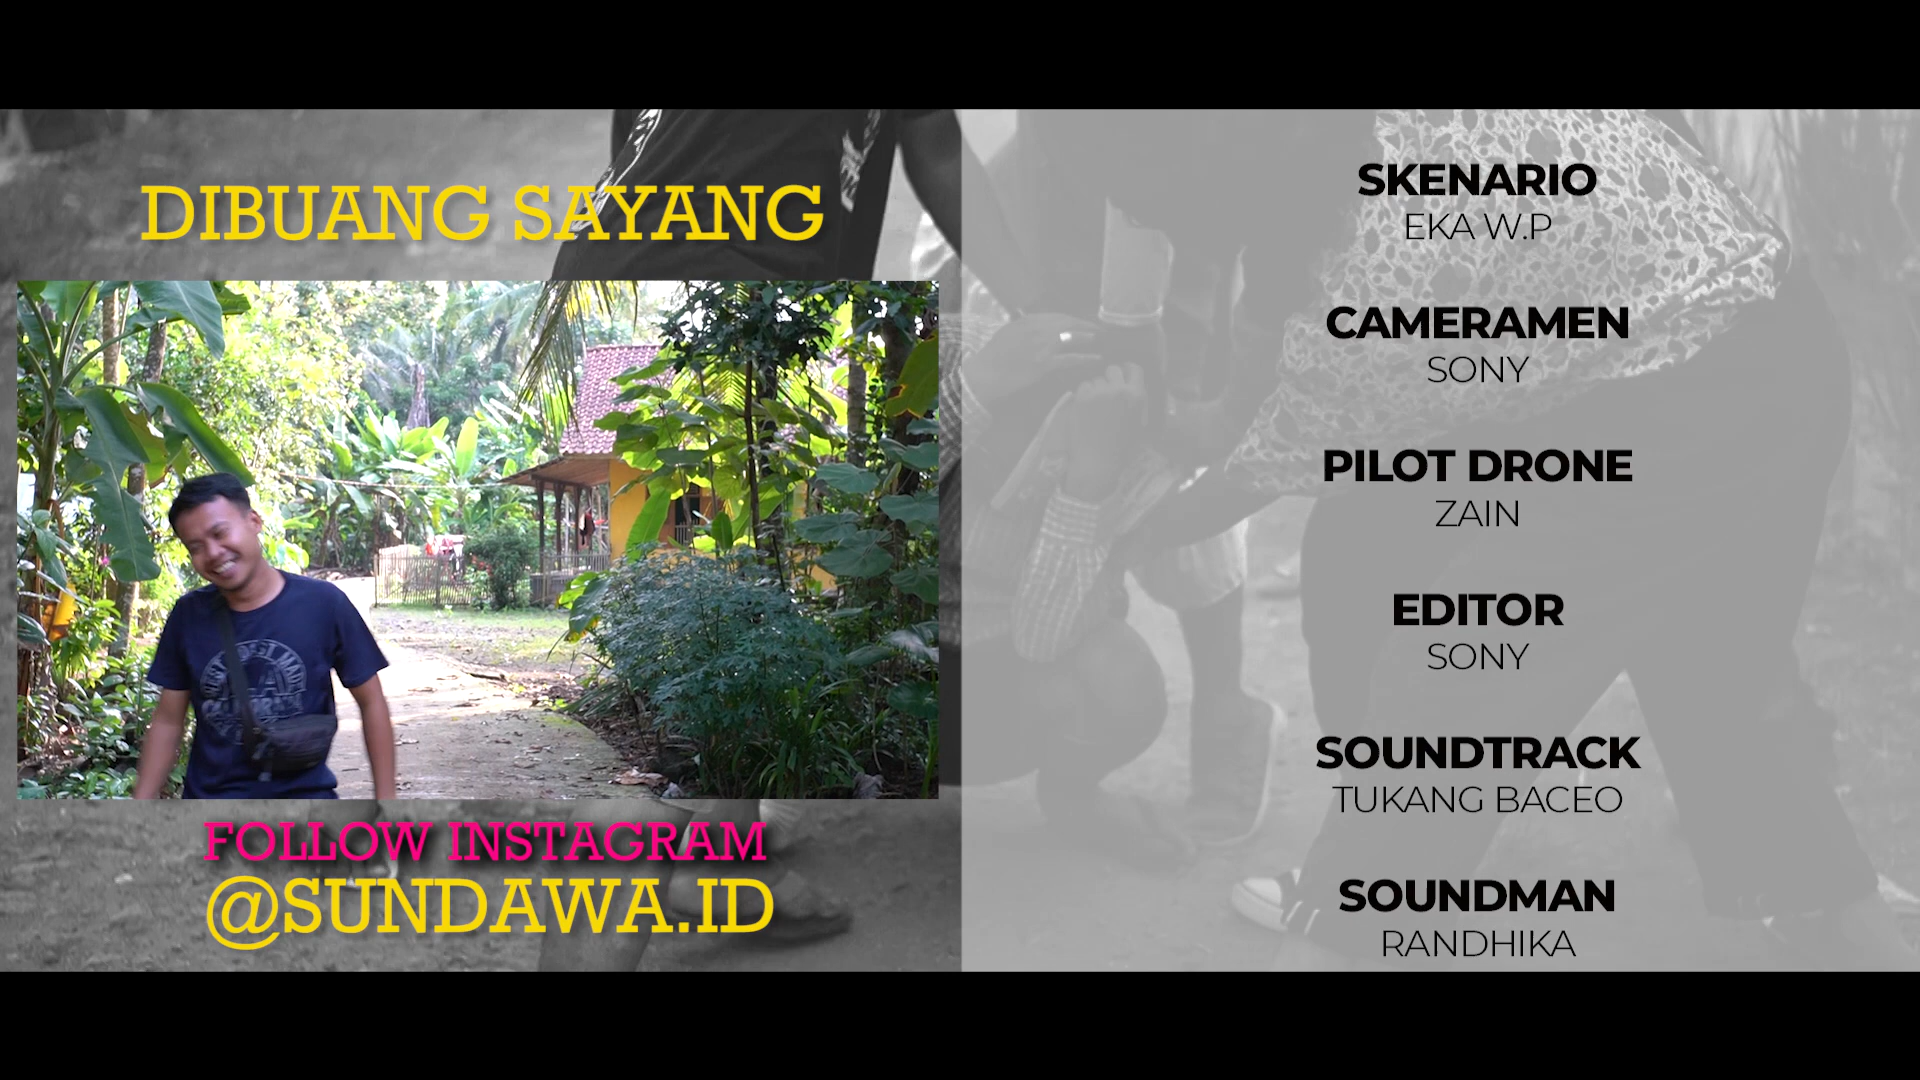 DIBUANG SAYANG
FOLLOW INSTAGRAM
@SUNDAWA.ID
SKENARIO
EKA W.P
CAMERAMEN
SONY
PILOT DRONE
ZAIN
EDITOR
SONY
SOUNDTRACK
TUKANG BACEO
SOUNDMAN
RANDHIKA